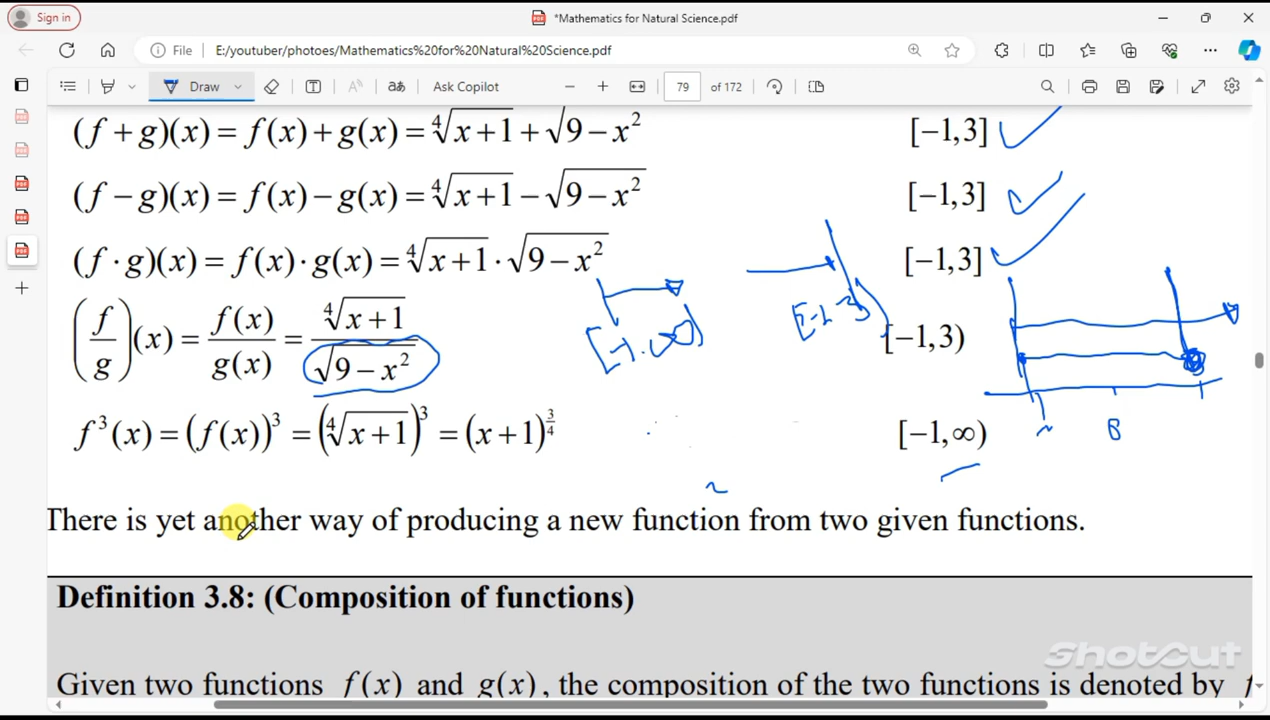 Sign in
*Mathematics for Natural Science.pdf
File E:/youtuber/photoes/Mathematics%20for%20Natural%20Science.pdf
Draw
aあ
Ask Copilot
79 of 172
(f + g)(x) = f(x) + g(x) = ∜(x+1) + √(9 − x²) [−1,3]
(f − g)(x) = f(x) − g(x) = ∜(x+1) − √(9 − x²) [−1,3]
(f · g)(x) = f(x) · g(x) = ∜(x+1) · √(9 − x²) [−1,3]
(f/g)(x) = f(x)/g(x) = ∜(x+1)/√(9 − x²) [−1,3)
[-1,∞)
f³(x) = (f(x))³ = (∜(x+1))³ = (x+1)^(3/4) [−1,∞)
There is yet another way of producing a new function from two given functions.
Definition 3.8: (Composition of functions)
Given two functions f(x) and g(x), the composition of the two functions is denoted by f
Shotcut